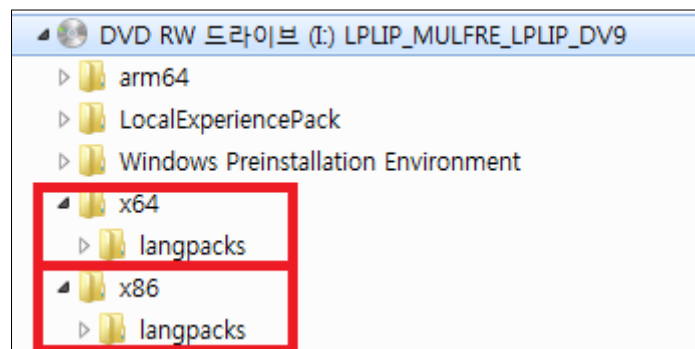 DVD RW 드라이브 (I:) LPLIP_MULFRE_LPLIP_DV9
arm64
LocalExperiencePack
Windows Preinstallation Environment
x64
langpacks
x86
langpacks